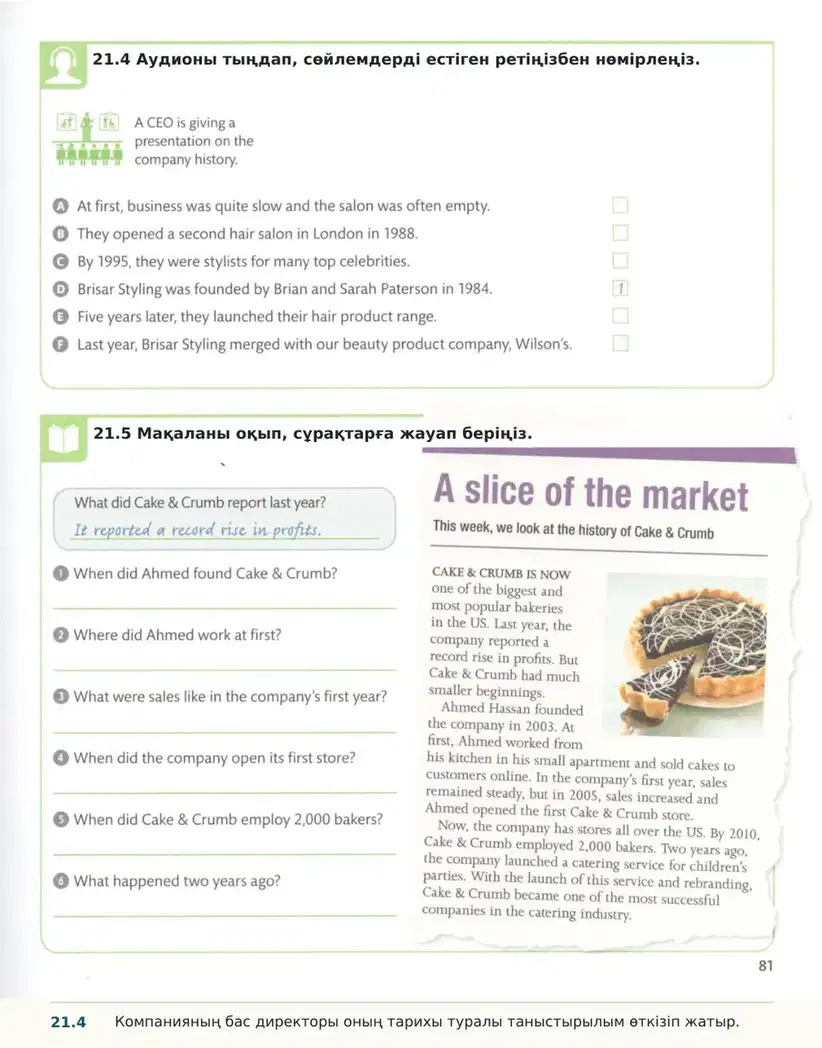 21.4 Аудионы тыңдап, сөйлемдерді естіген ретіңізбен нөмірлеңіз.
A CEO is giving a
presentation on the
company history.
A At first, business was quite slow and the salon was often empty.
B They opened a second hair salon in London in 1988.
C By 1995, they were stylists for many top celebrities.
D Brisar Styling was founded by Brian and Sarah Paterson in 1984. 1
E Five years later, they launched their hair product range.
F Last year, Brisar Styling merged with our beauty product company, Wilson's.
21.5 Мақаланы оқып, сұрақтарға жауап беріңіз.
What did Cake & Crumb report last year?
It reported a record rise in profits.
1 When did Ahmed found Cake & Crumb?
2 Where did Ahmed work at first?
3 What were sales like in the company's first year?
4 When did the company open its first store?
5 When did Cake & Crumb employ 2,000 bakers?
6 What happened two years ago?
A slice of the market
This week, we look at the history of Cake & Crumb
CAKE & CRUMB IS NOW
one of the biggest and
most popular bakeries
in the US. Last year, the
company reported a
record rise in profits. But
Cake & Crumb had much
smaller beginnings.
Ahmed Hassan founded
the company in 2003. At
first, Ahmed worked from
his kitchen in his small apartment and sold cakes to
customers online. In the company's first year, sales
remained steady, but in 2005, sales increased and
Ahmed opened the first Cake & Crumb store.
Now, the company has stores all over the US. By 2010,
Cake & Crumb employed 2,000 bakers. Two years ago,
the company launched a catering service for children's
parties. With the launch of this service and rebranding,
Cake & Crumb became one of the most successful
companies in the catering industry.
81
21.4 Компанияның бас директоры оның тарихы туралы таныстырылым өткізіп жатыр.